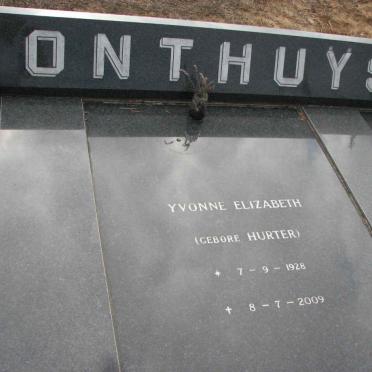 ONTHUYS
YVONNE ELIZABETH
(GEBORE HURTER)
* 7 - 9 - 1928
† 8 - 7 - 2009